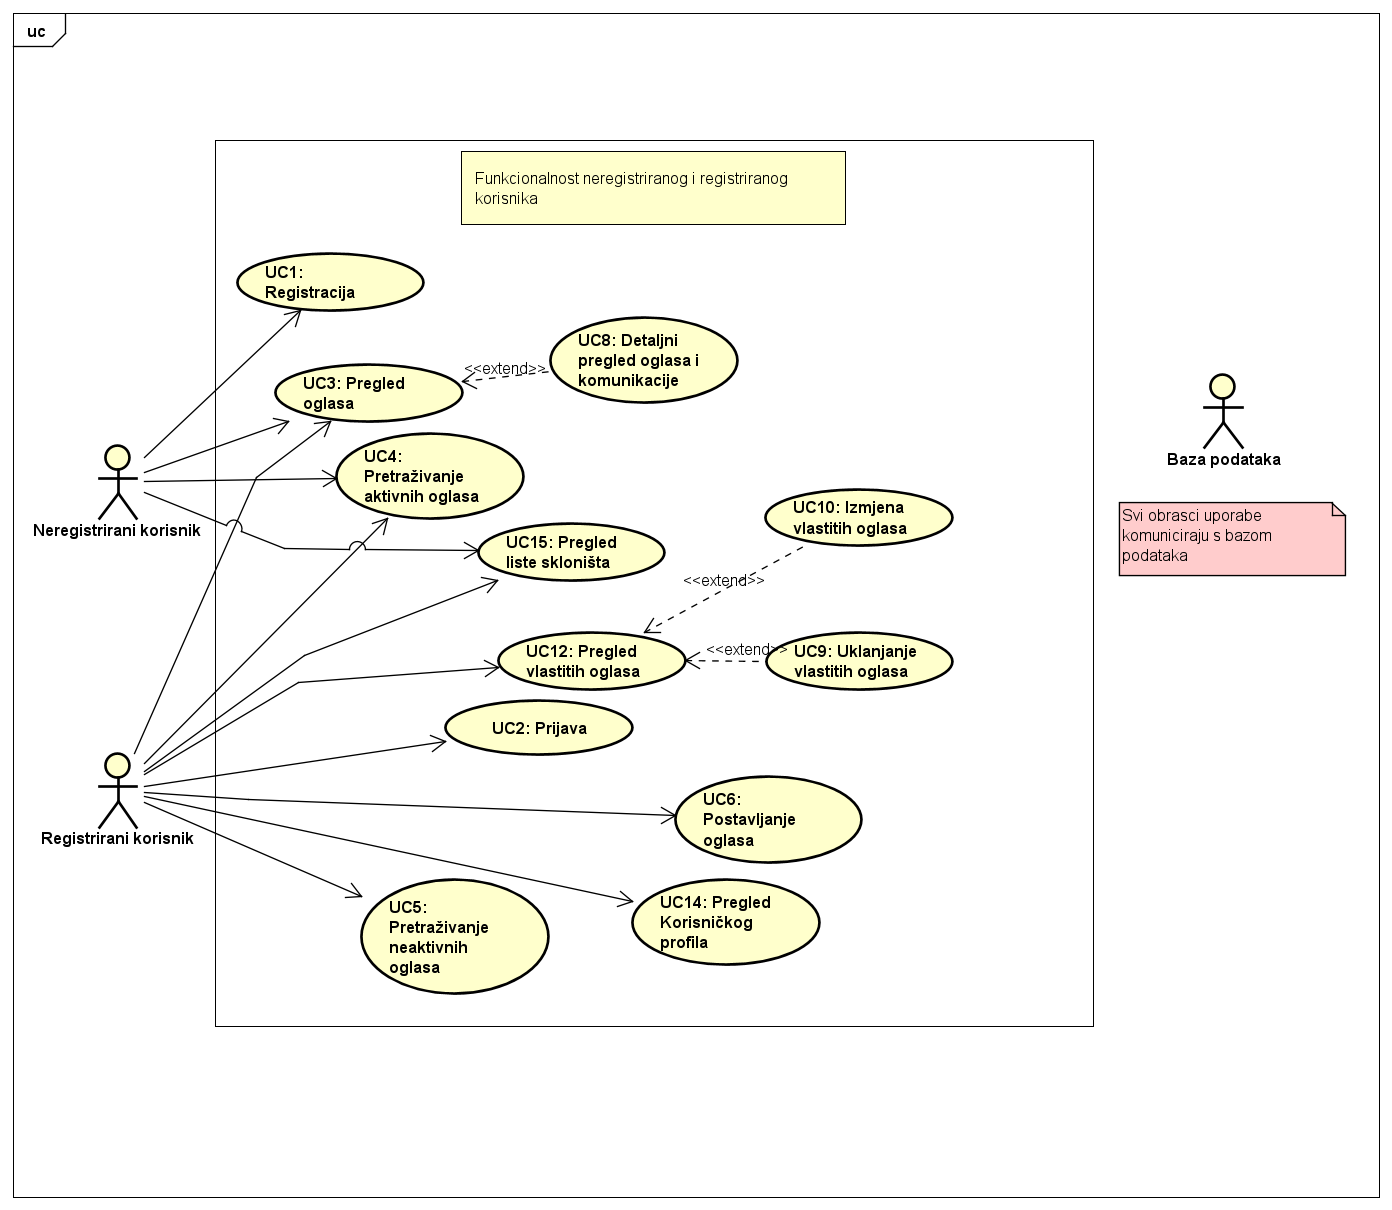 uc
Funkcionalnost neregistriranog i registriranog
korisnika
UC1:
Registracija
UC8: Detaljni
pregled oglasa i
komunikacije
<<extend>>
UC3: Pregled
oglasa
UC4:
Pretraživanje
aktivnih oglasa
Neregistrirani korisnik
Baza podataka
Svi obrasci uporabe
komuniciraju s bazom
podataka
UC10: Izmjena
vlastitih oglasa
UC15: Pregled
liste skloništa
<<extend>>
UC12: Pregled
vlastitih oglasa
<<extend>>
UC9: Uklanjanje
vlastitih oglasa
UC2: Prijava
Registrirani korisnik
UC6:
Postavljanje
oglasa
UC5:
Pretraživanje
neaktivnih
oglasa
UC14: Pregled
Korisničkog
profila